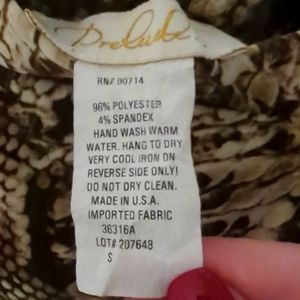 Prelude
RN# 90714
96% POLYESTER
4% SPANDEX
HAND WASH WARM
WATER. HANG TO DRY
VERY COOL IRON ON
REVERSE SIDE ONLY!
DO NOT DRY CLEAN.
MADE IN U.S.A.
IMPORTED FABRIC
36316A
LOT# 207648
S